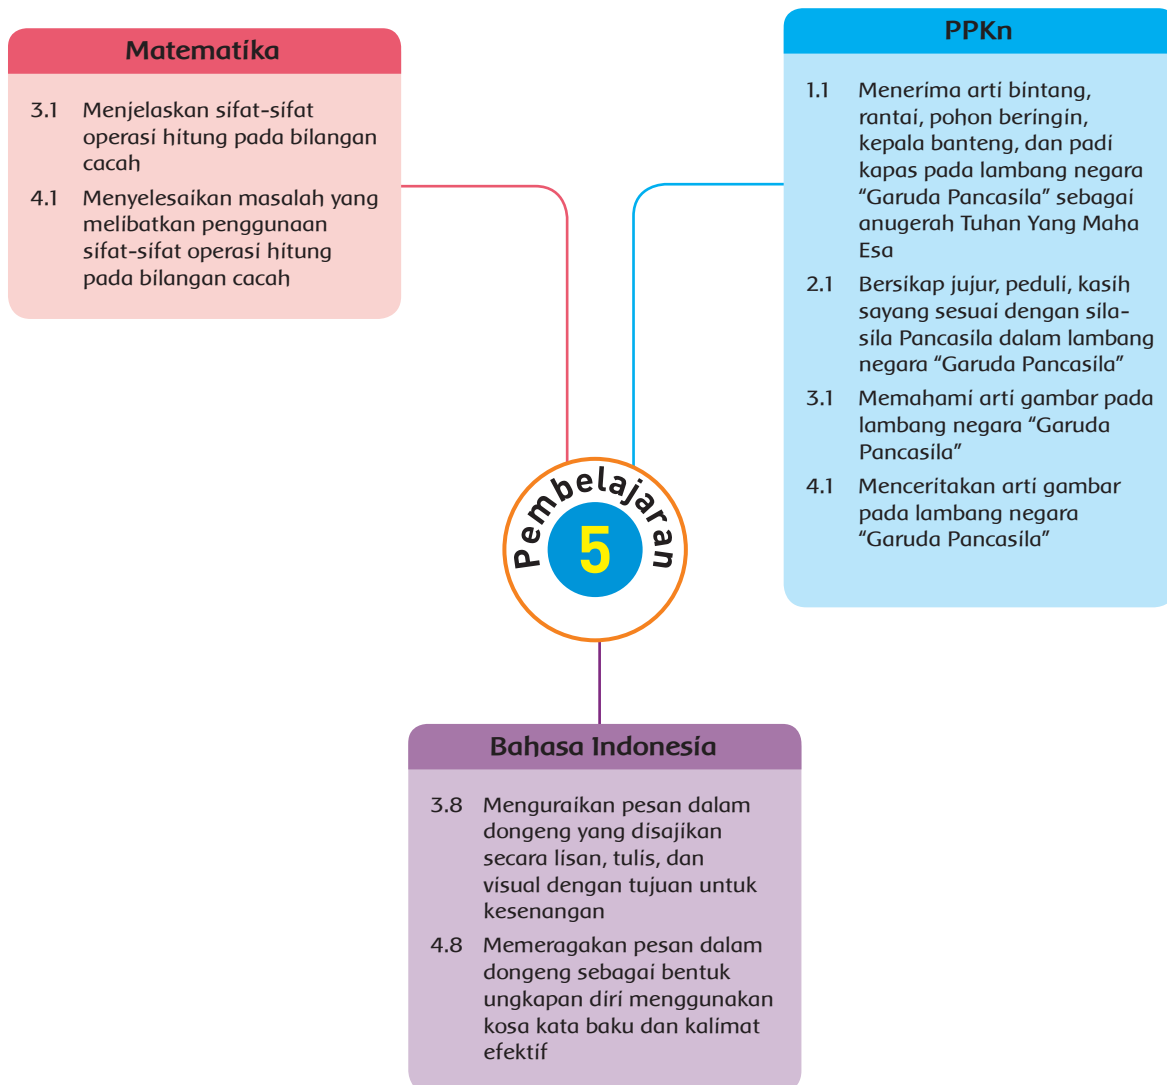 Matematika
3.1 Menjelaskan sifat-sifat
operasi hitung pada bilangan
cacah
4.1 Menyelesaikan masalah yang
melibatkan penggunaan
sifat-sifat operasi hitung
pada bilangan cacah
PPKn
1.1 Menerima arti bintang,
rantai, pohon beringin,
kepala banteng, dan padi
kapas pada lambang negara
“Garuda Pancasila” sebagai
anugerah Tuhan Yang Maha
Esa
2.1 Bersikap jujur, peduli, kasih
sayang sesuai dengan sila-
sila Pancasila dalam lambang
negara “Garuda Pancasila”
3.1 Memahami arti gambar pada
lambang negara “Garuda
Pancasila”
4.1 Menceritakan arti gambar
pada lambang negara
“Garuda Pancasila”
Pembelajaran
5
Bahasa Indonesia
3.8 Menguraikan pesan dalam
dongeng yang disajikan
secara lisan, tulis, dan
visual dengan tujuan untuk
kesenangan
4.8 Memeragakan pesan dalam
dongeng sebagai bentuk
ungkapan diri menggunakan
kosa kata baku dan kalimat
efektif